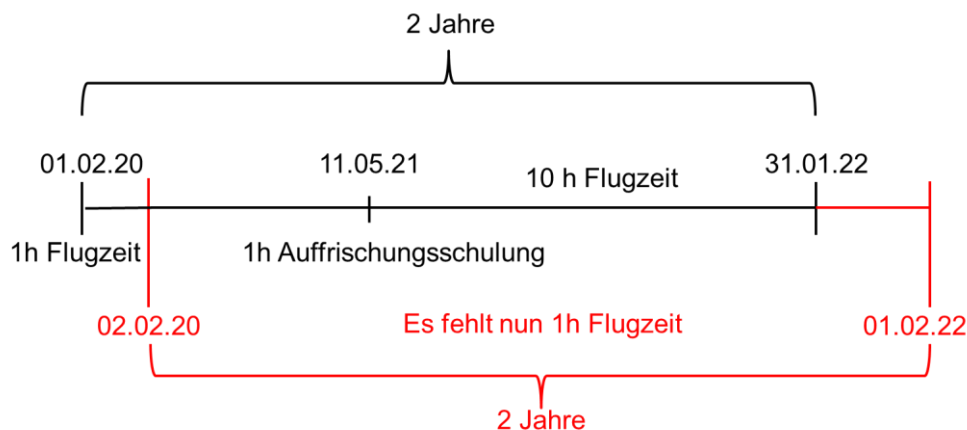 2 Jahre
01.02.20
11.05.21
31.01.22
10 h Flugzeit
1h Flugzeit
1h Auffrischungsschulung
02.02.20
Es fehlt nun 1h Flugzeit
01.02.22
2 Jahre